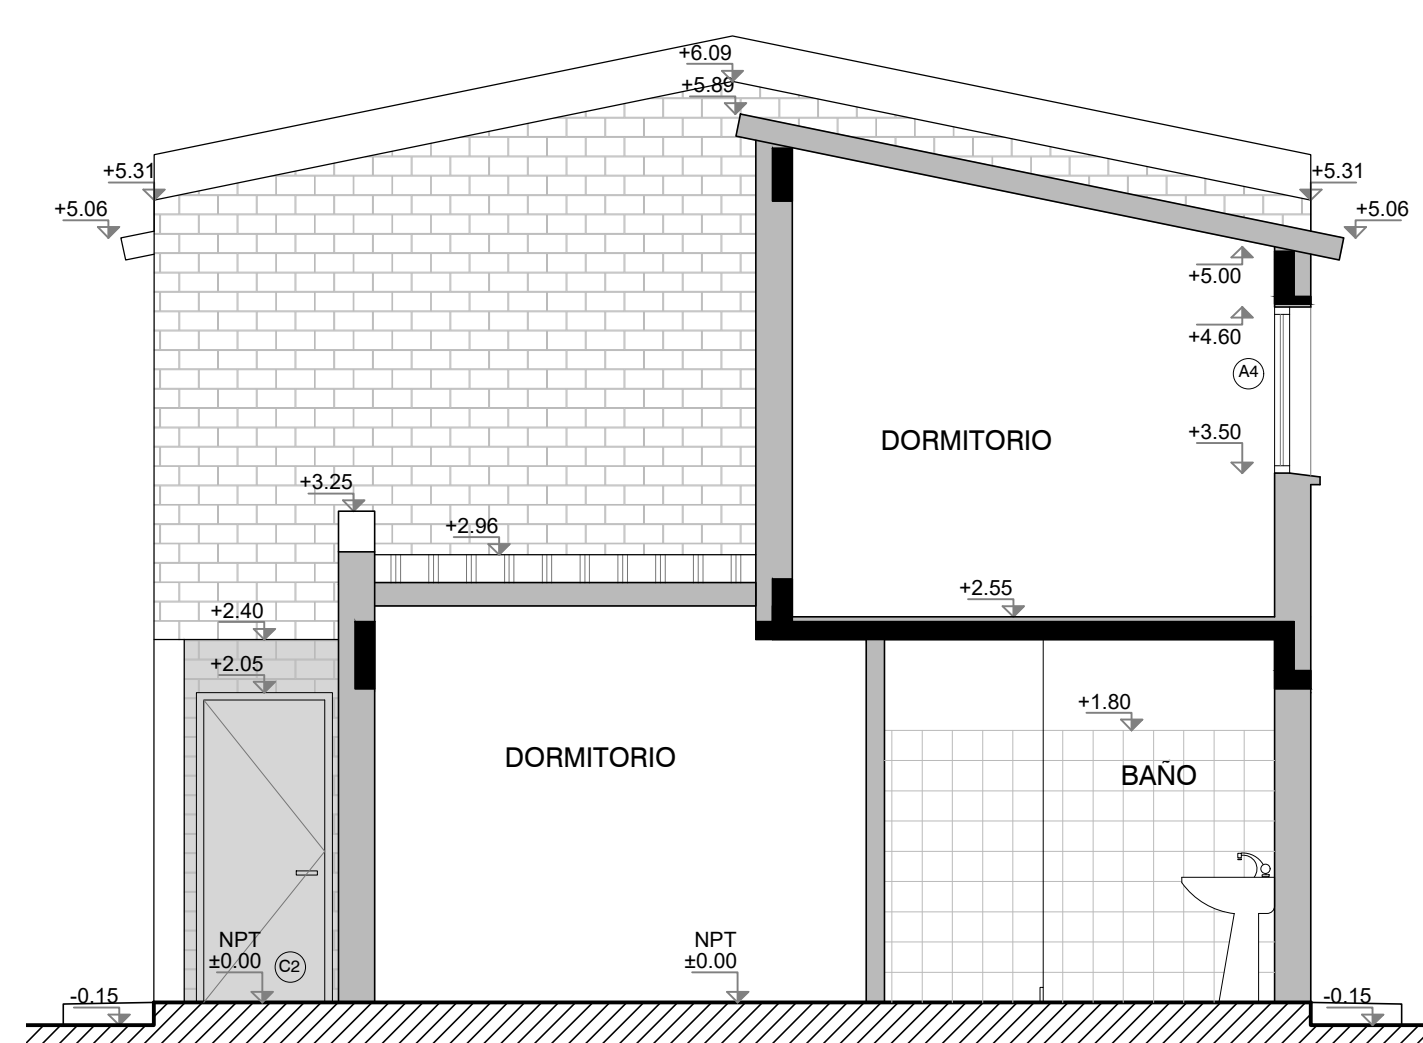 +6.09
+5.89
+5.31
+5.31
+5.06
+5.06
+5.00
+4.60
A4
DORMITORIO
+3.50
+3.25
+2.96
+2.55
+2.40
+2.05
+1.80
DORMITORIO
BAÑO
NPT
±0.00
C2
NPT
±0.00
-0.15
-0.15